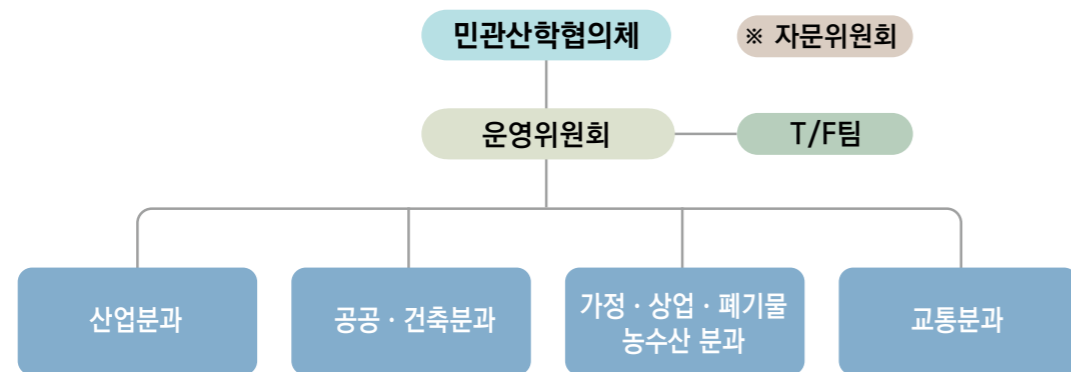 민관산학협의체
※ 자문위원회
운영위원회
T/F팀
산업분과
공공 · 건축분과
가정 · 상업 · 폐기물
농수산 분과
교통분과